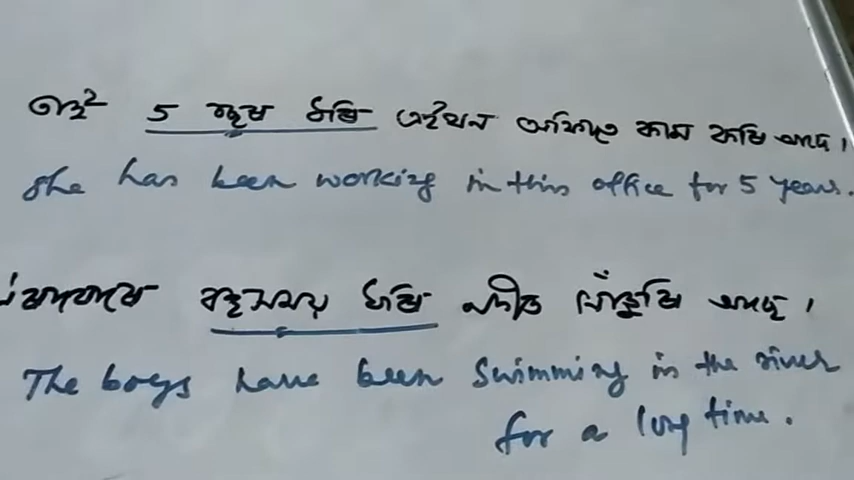 তাই 5 বছৰ ধৰি এইখন অফিচত কাম কৰি আছে।
She has been working in this office for 5 years.
ল'ৰাবোৰে বহুসময় ধৰি নদীত সাঁতুৰি আছে।
The boys have been swimming in the river
for a long time.